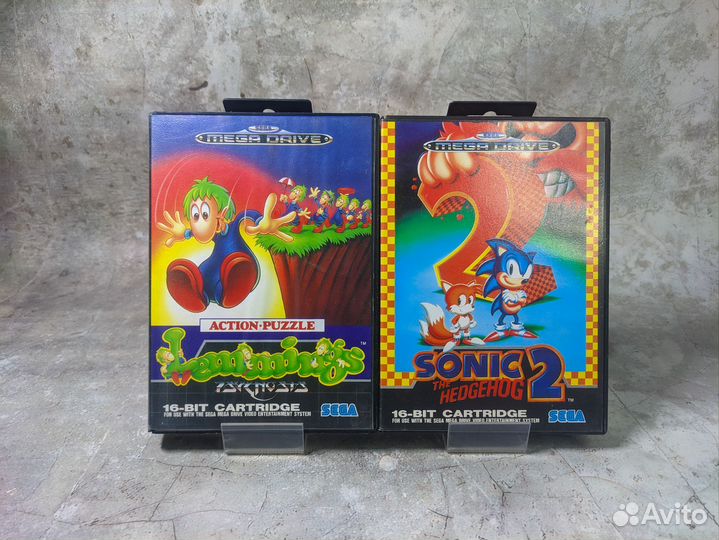 SEGA
MEGA DRIVE
ACTION·PUZZLE
Lemmings
TM
PSYGNOSIS
16-BIT CARTRIDGE
FOR USE WITH THE SEGA MEGA DRIVE VIDEO ENTERTAINMENT SYSTEM
SEGA
SEGA
MEGA DRIVE
2
SONIC
THE
HEDGEHOG
2
TM
16-BIT CARTRIDGE
FOR USE WITH THE SEGA MEGA DRIVE VIDEO ENTERTAINMENT SYSTEM
SEGA
Avito